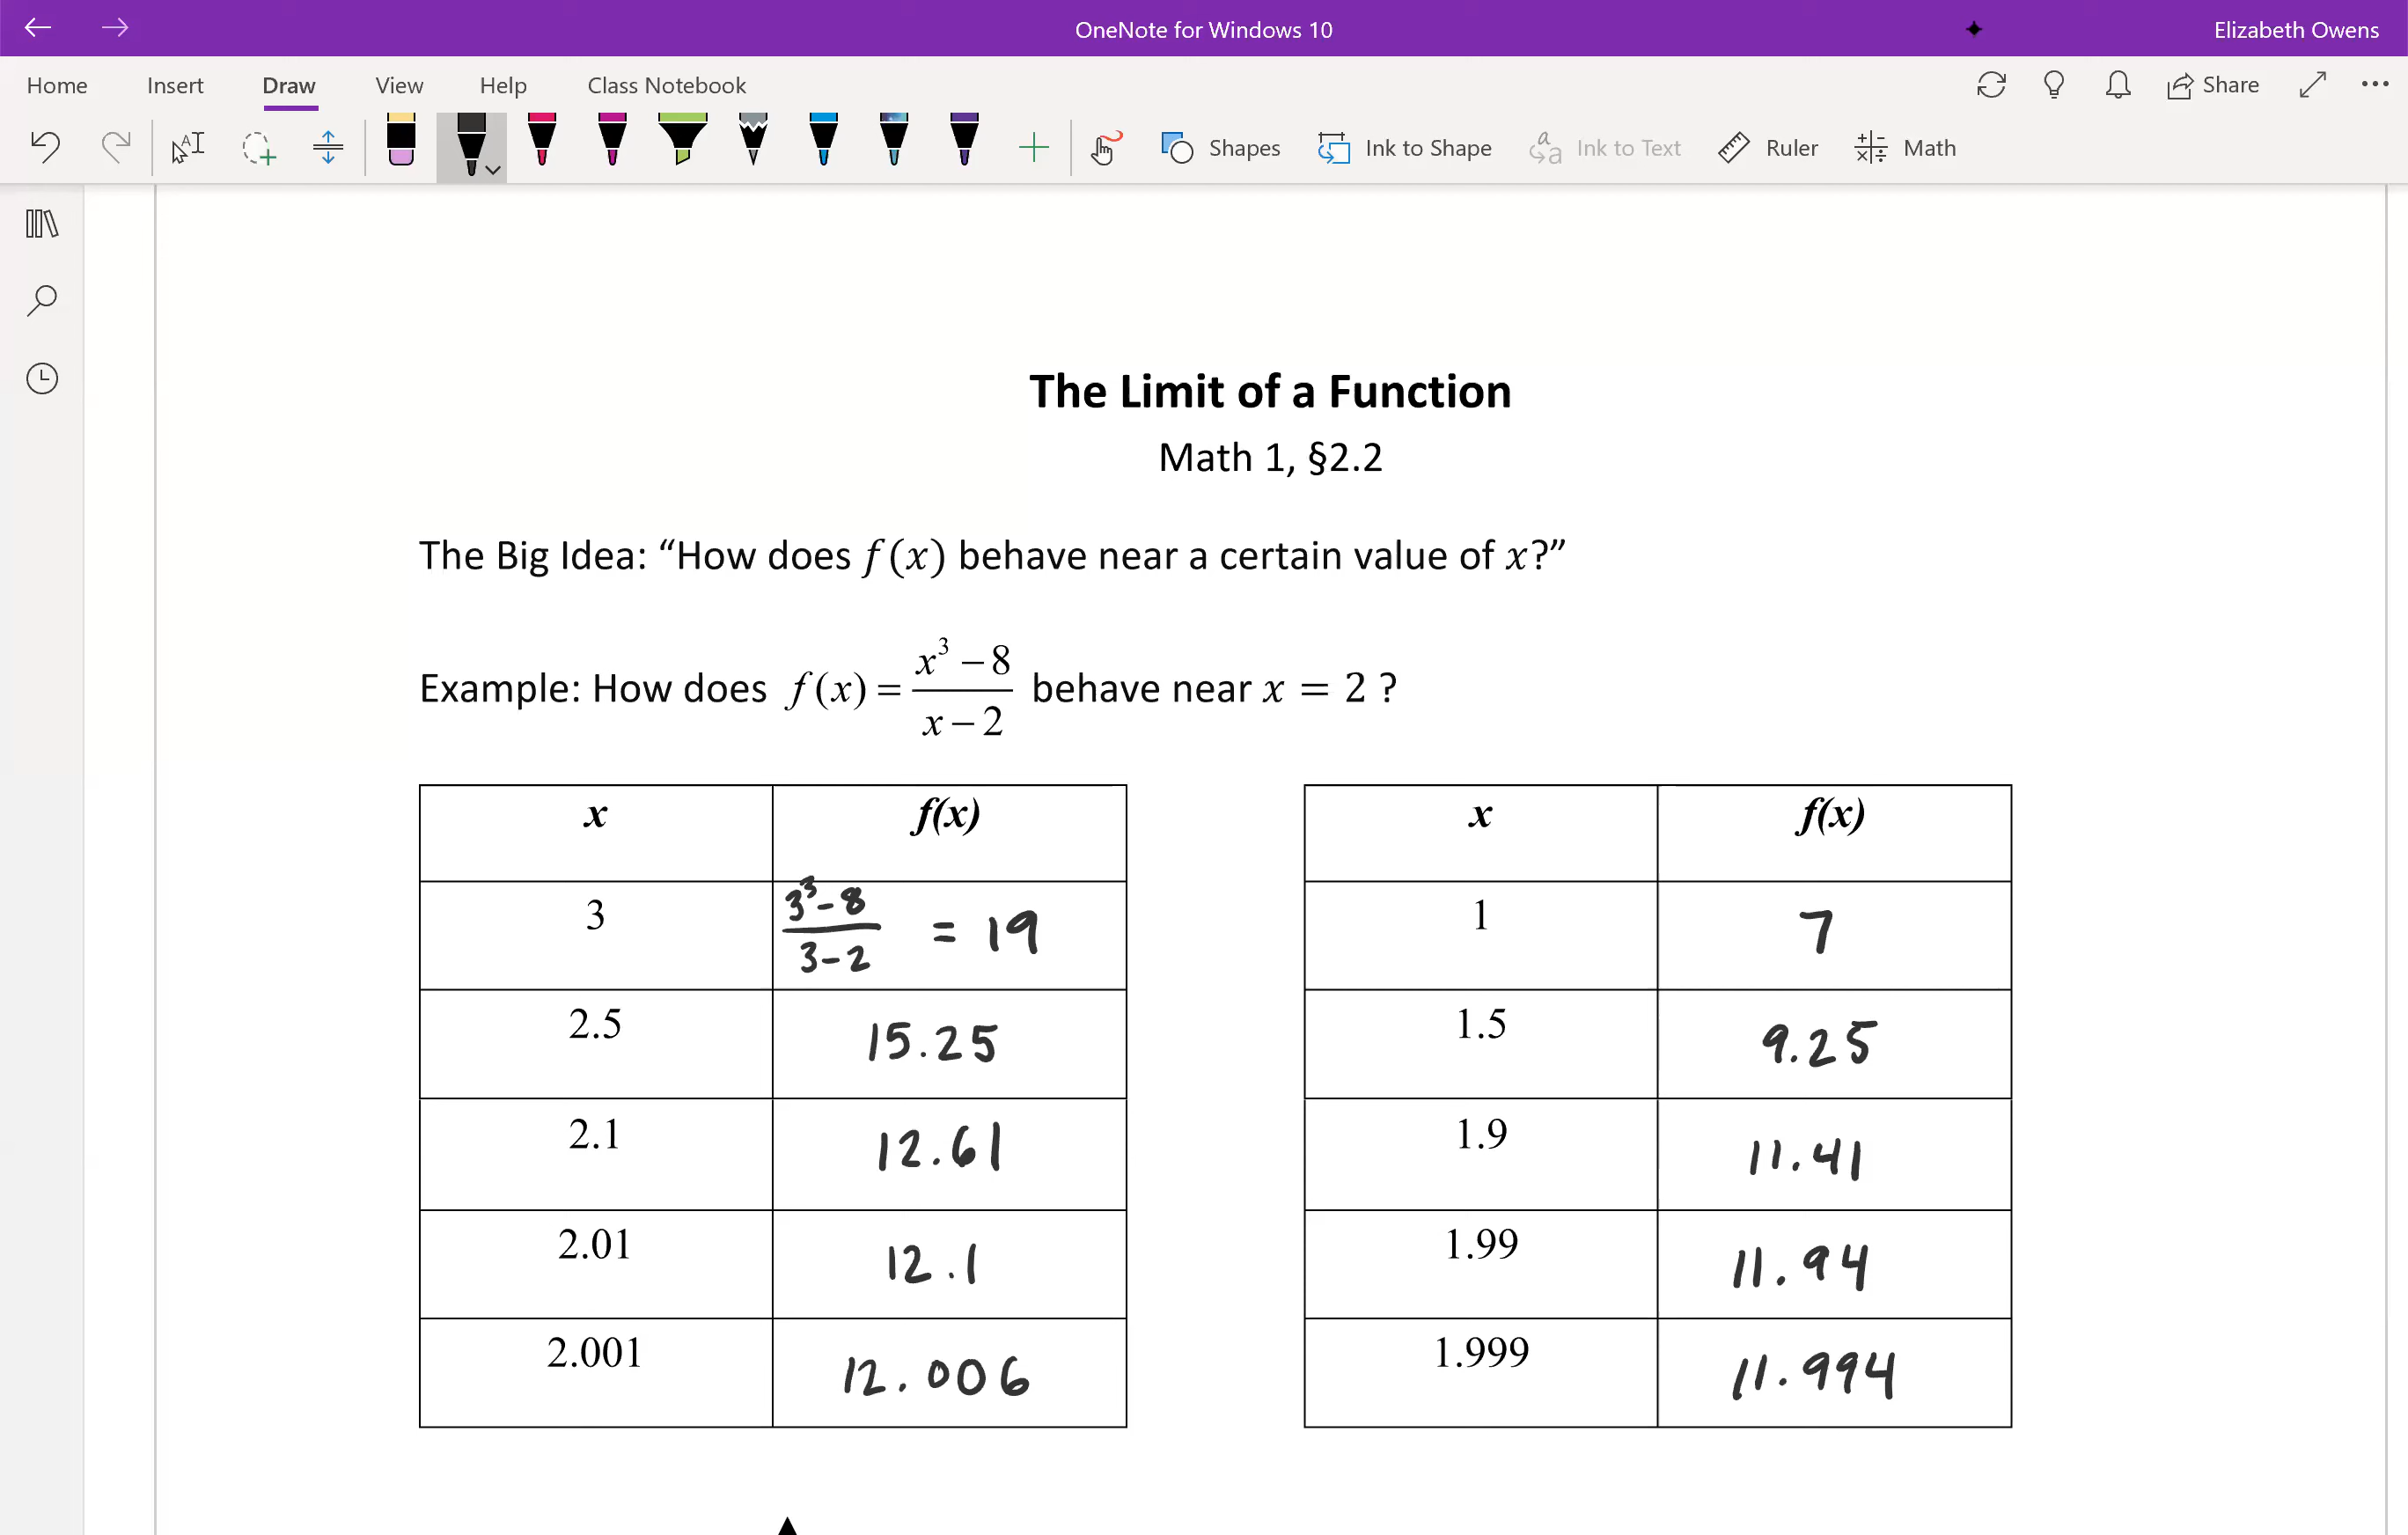 OneNote for Windows 10
Elizabeth Owens
Home Insert Draw View Help Class Notebook
Share
Shapes Ink to Shape Ink to Text Ruler Math
The Limit of a Function
Math 1, §2.2
The Big Idea: “How does f(x) behave near a certain value of x?”
Example: How does f(x) = (x³ − 8)/(x − 2) behave near x = 2 ?
x f(x)
3 (3³ − 8)/(3 − 2) = 19
2.5 15.25
2.1 12.61
2.01 12.1
2.001 12.006
x f(x)
1 7
1.5 9.25
1.9 11.41
1.99 11.94
1.999 11.994